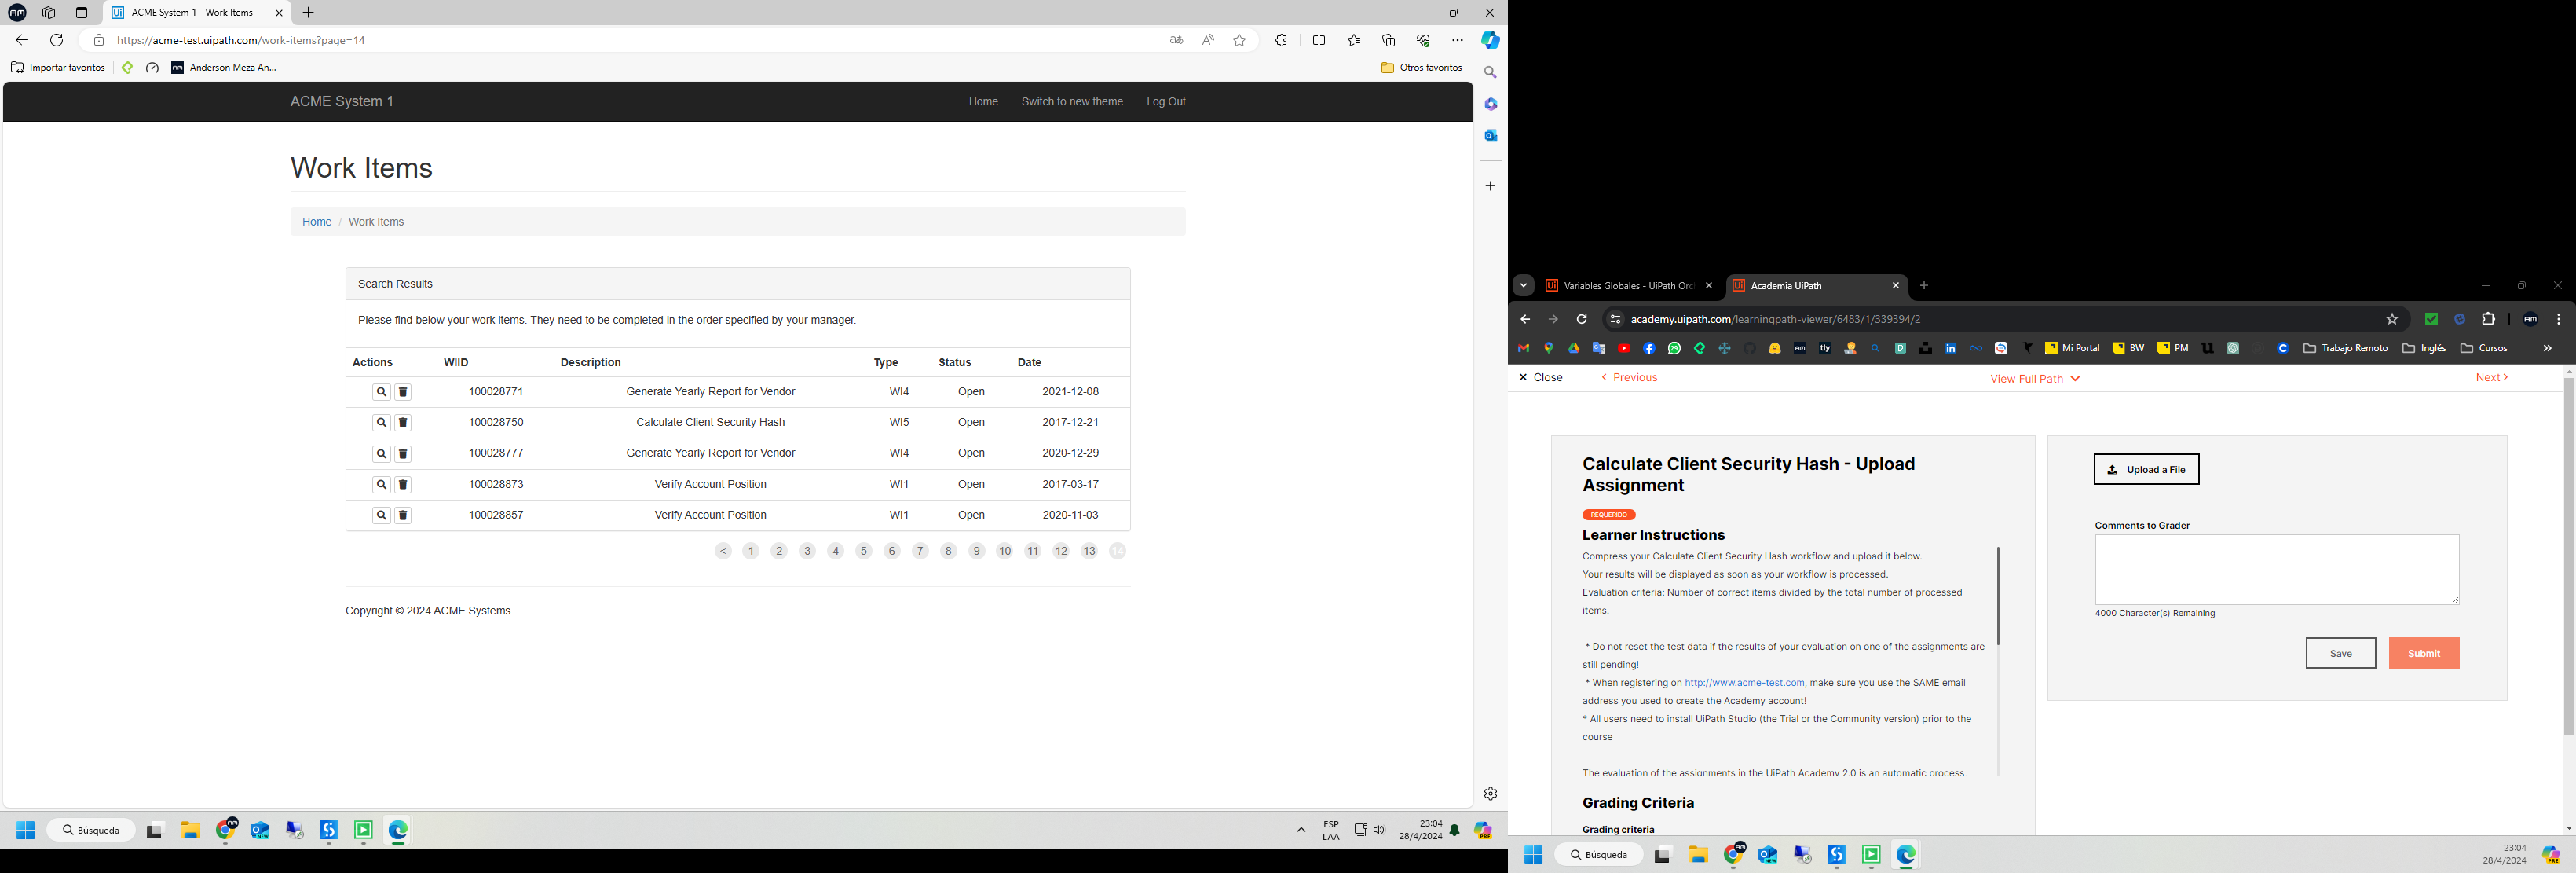 ACME System 1 - Work Items
https://acme-test.uipath.com/work-items?page=14
Importar favoritos
Anderson Meza An...
Otros favoritos
ACME System 1
Home
Switch to new theme
Log Out
Work Items
Home / Work Items
Search Results
Please find below your work items. They need to be completed in the order specified by your manager.
Actions WIID Description Type Status Date
100028771 Generate Yearly Report for Vendor WI4 Open 2021-12-08
100028750 Calculate Client Security Hash WI5 Open 2017-12-21
100028777 Generate Yearly Report for Vendor WI4 Open 2020-12-29
100028873 Verify Account Position WI1 Open 2017-03-17
100028857 Verify Account Position WI1 Open 2020-11-03
< 1 2 3 4 5 6 7 8 9 10 11 12 13 14
Copyright © 2024 ACME Systems
Búsqueda
ESP
LAA
23:04
28/4/2024
Variables Globales - UiPath Orc
Academia UiPath
academy.uipath.com/learningpath-viewer/6483/1/339394/2
Mi Portal
BW
PM
Trabajo Remoto
Inglés
Cursos
Close
Previous
View Full Path
Next
Calculate Client Security Hash - Upload
Assignment
REQUERIDO
Learner Instructions
Compress your Calculate Client Security Hash workflow and upload it below.
Your results will be displayed as soon as your workflow is processed.
Evaluation criteria: Number of correct items divided by the total number of processed
items.
* Do not reset the test data if the results of your evaluation on one of the assignments are
still pending!
* When registering on http://www.acme-test.com, make sure you use the SAME email
address you used to create the Academy account!
* All users need to install UiPath Studio (the Trial or the Community version) prior to the
course
The evaluation of the assignments in the UiPath Academy 2.0 is an automatic process.
Grading Criteria
Grading criteria
Upload a File
Comments to Grader
4000 Character(s) Remaining
Save
Submit
Búsqueda
23:04
28/4/2024